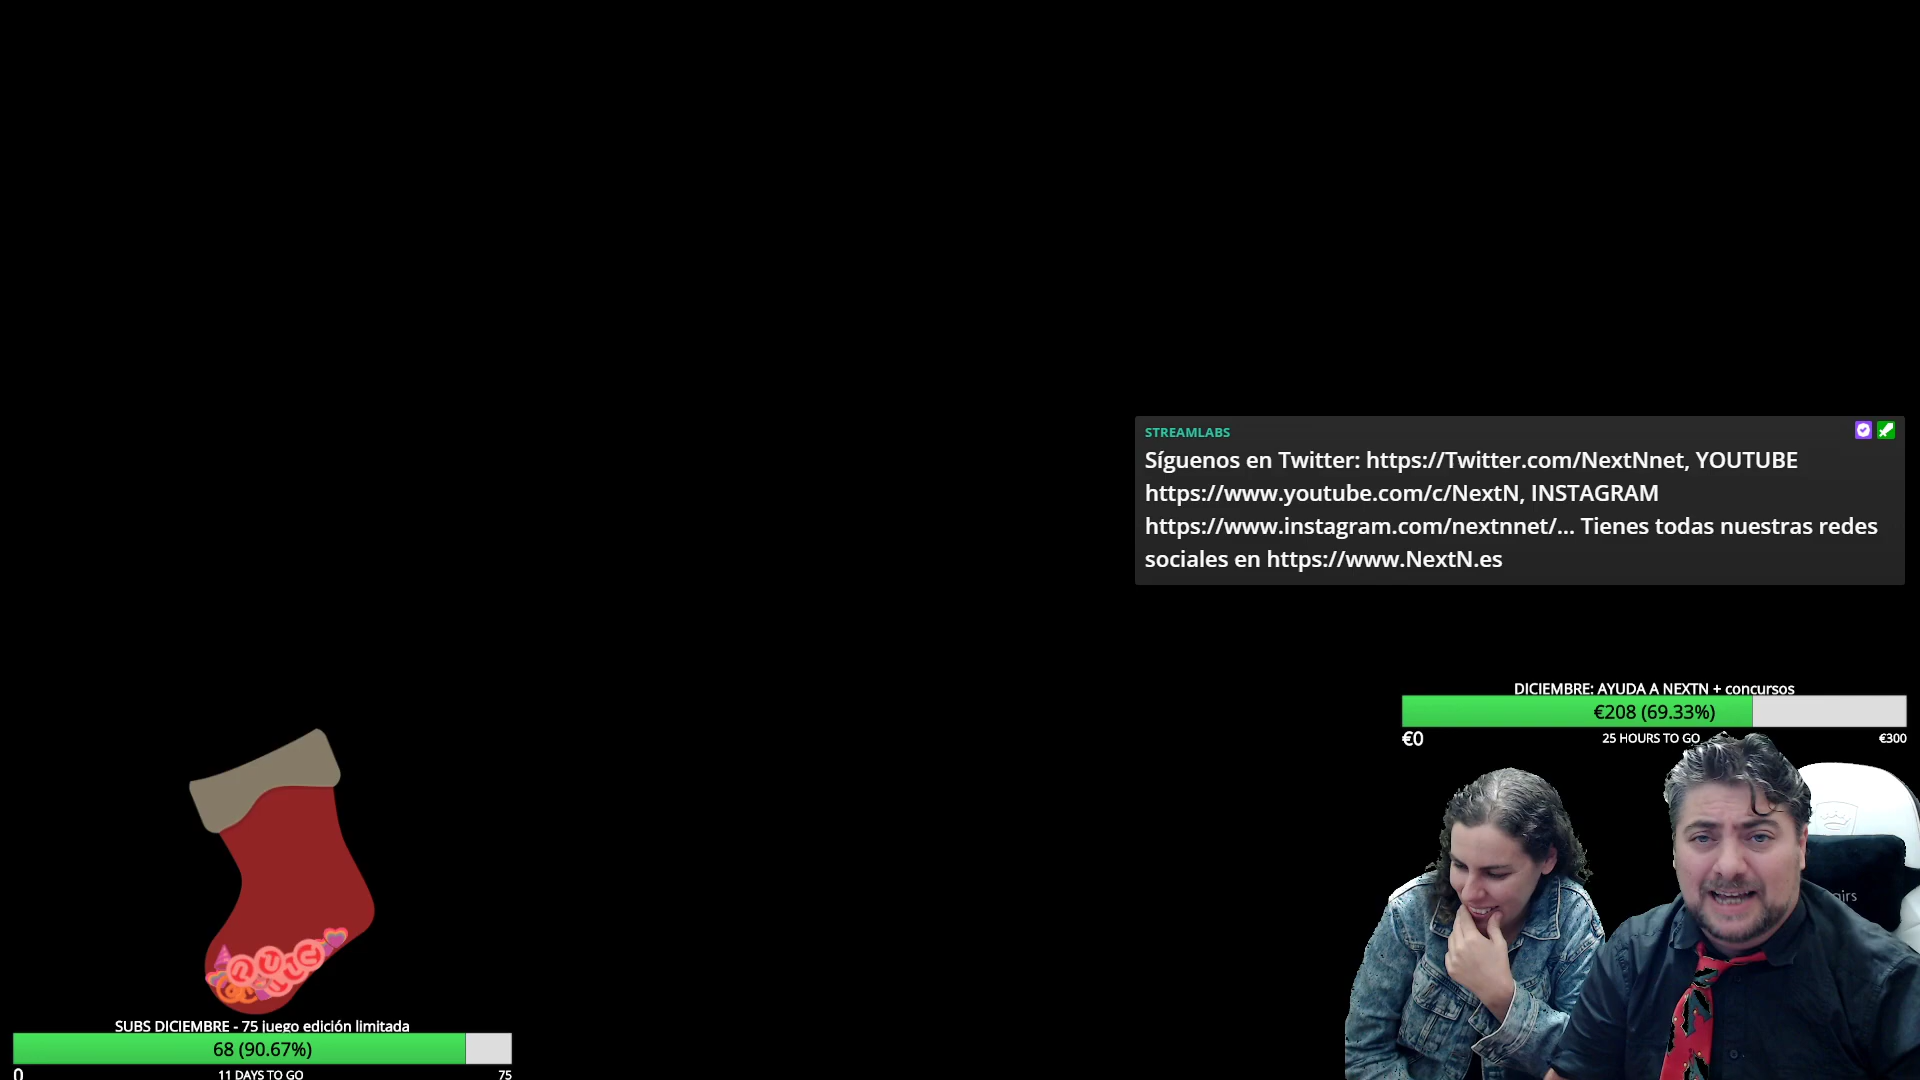 STREAMLABS
Síguenos en Twitter: https://Twitter.com/NextNnet, YOUTUBE
https://www.youtube.com/c/NextN, INSTAGRAM
https://www.instagram.com/nextnnet/... Tienes todas nuestras redes
sociales en https://www.NextN.es
DICIEMBRE: AYUDA A NEXTN + concursos
€208 (69.33%)
€0 25 HOURS TO GO €300
SUBS DICIEMBRE - 75 juego edición limitada
68 (90.67%)
0 11 DAYS TO GO 75